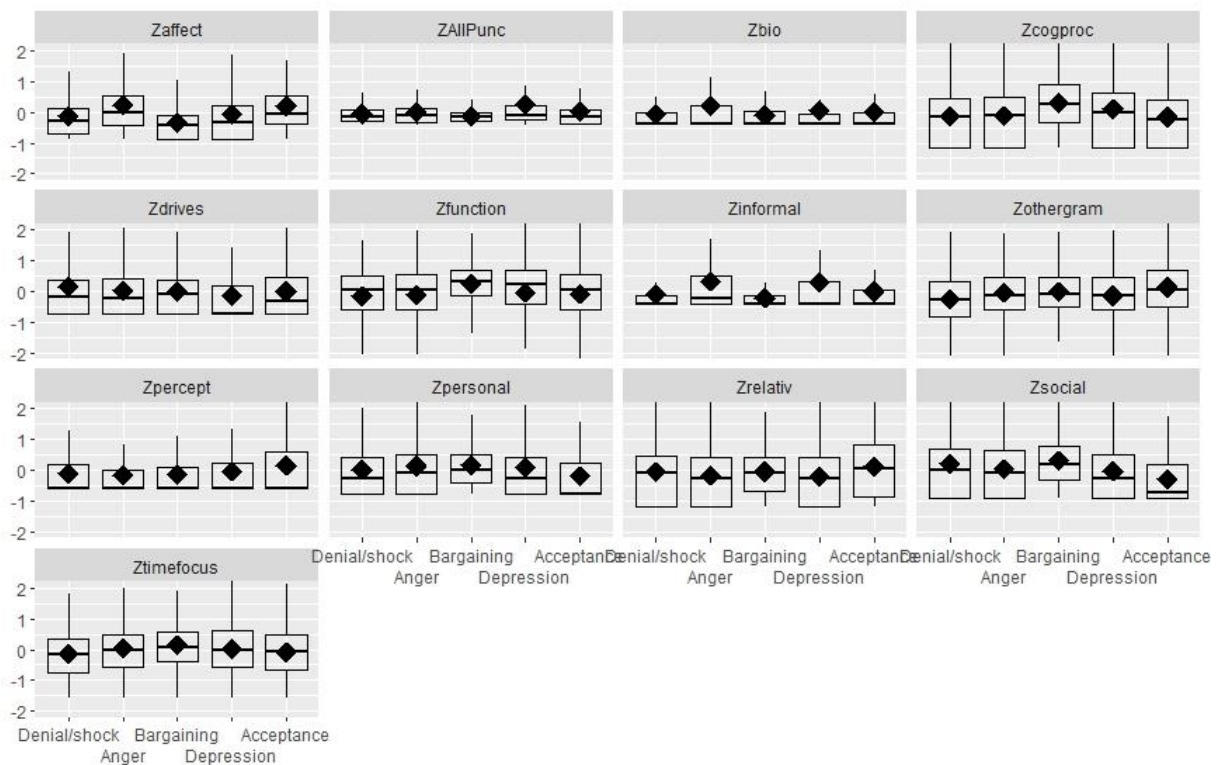 Zaffect
ZAllPunc
Zbio
Zcogproc
2
1
0
-1
-2
Zdrives
Zfunction
Zinformal
Zothergram
2
1
0
-1
-2
Zpercept
Zpersonal
Zrelativ
Zsocial
2
1
0
-1
-2
Denial/shock
Anger
Bargaining
Depression
Acceptance
Denial/shock
Anger
Bargaining
Depression
Acceptance
Denial/shock
Anger
Bargaining
Depression
Acceptance
Ztimefocus
2
1
0
-1
-2
Denial/shock
Anger
Bargaining
Depression
Acceptance